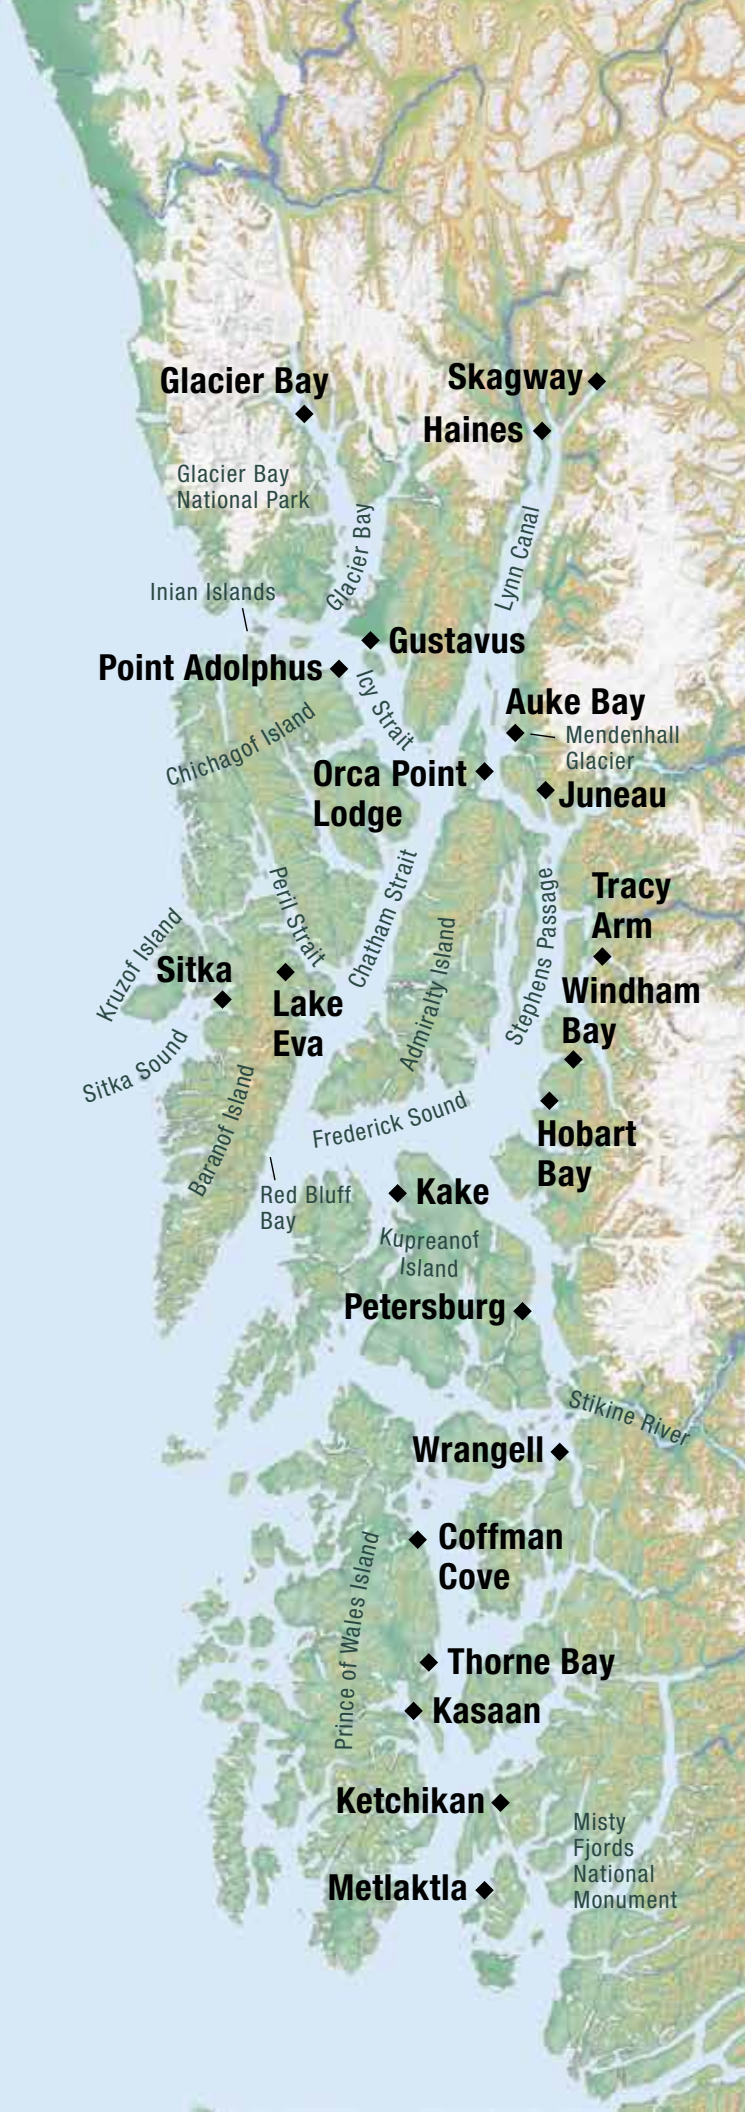 Glacier Bay
Skagway
Haines
Glacier Bay
National Park
Glacier Bay
Lynn Canal
Inian Islands
Gustavus
Point Adolphus
Icy Strait
Auke Bay
Chichagof Island
Mendenhall
Glacier
Orca Point
Lodge
Juneau
Peril Strait
Chatham Strait
Stephens Passage
Tracy
Arm
Kruzof Island
Admiralty Island
Sitka
Lake
Eva
Windham
Bay
Sitka Sound
Baranof Island
Frederick Sound
Hobart
Bay
Red Bluff
Bay
Kake
Kupreanof
Island
Petersburg
Stikine River
Wrangell
Coffman
Cove
Prince of Wales Island
Thorne Bay
Kasaan
Ketchikan
Misty
Fjords
National
Monument
Metlaktla